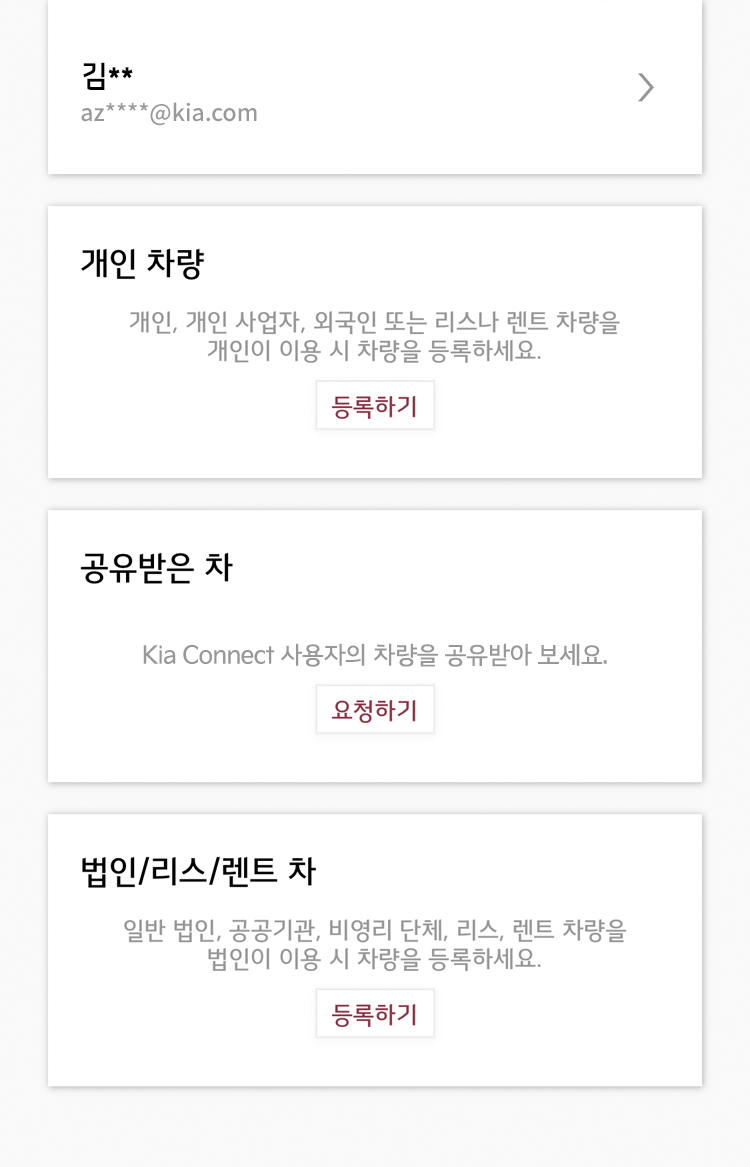 김**
az****@kia.com
개인 차량
개인, 개인 사업자, 외국인 또는 리스나 렌트 차량을
개인이 이용 시 차량을 등록하세요.
등록하기
공유받은 차
Kia Connect 사용자의 차량을 공유받아 보세요.
요청하기
법인/리스/렌트 차
일반 법인, 공공기관, 비영리 단체, 리스, 렌트 차량을
법인이 이용 시 차량을 등록하세요.
등록하기